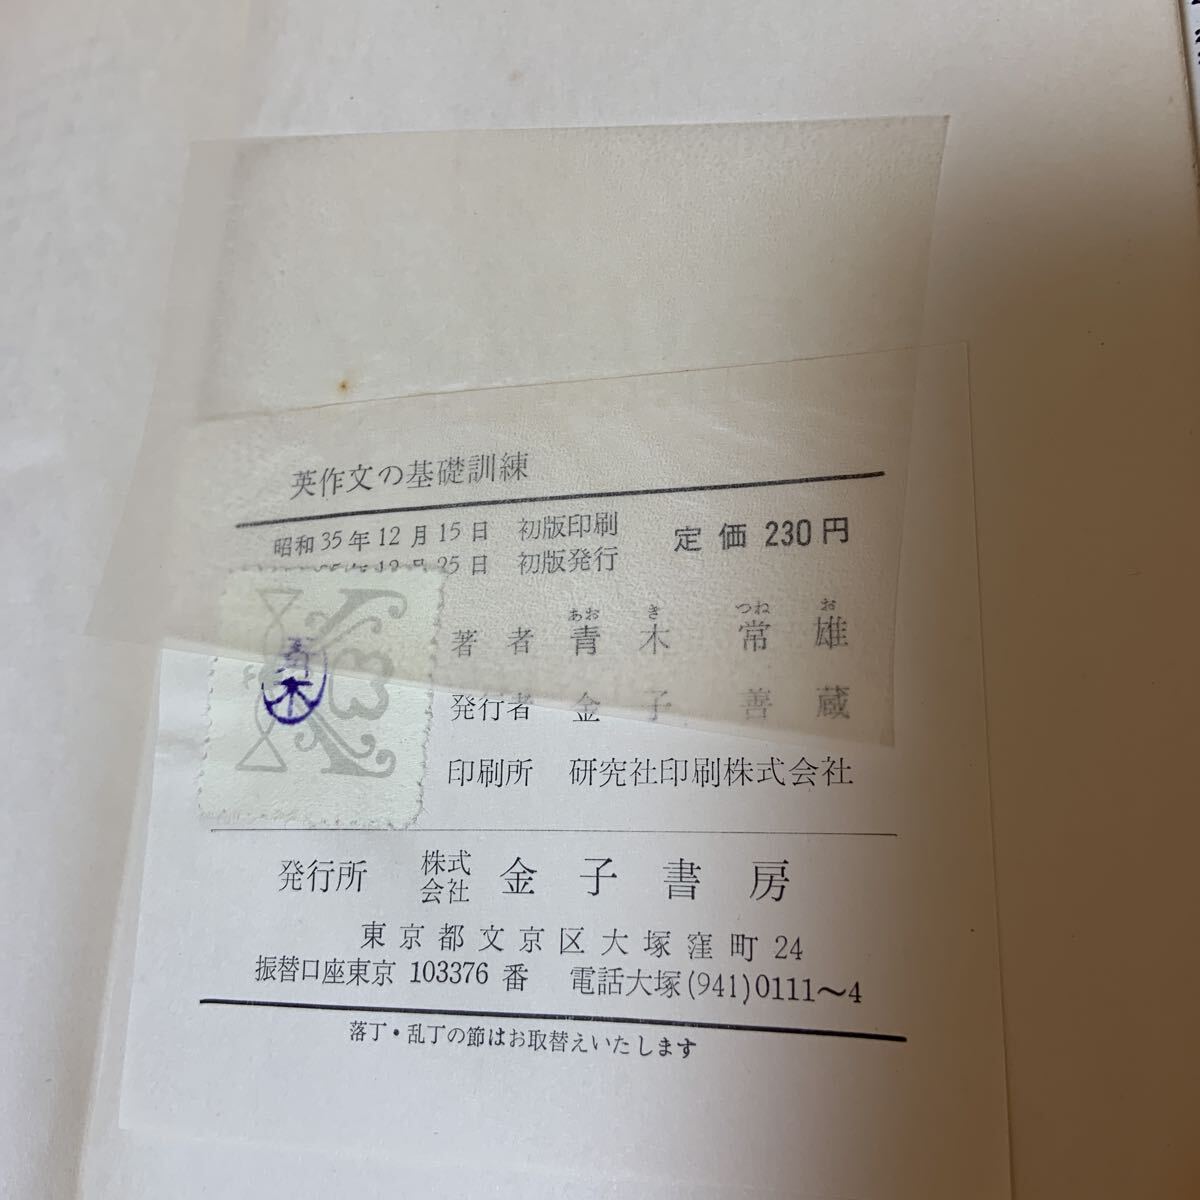 英作文の基礎訓練
昭和35年12月15日 初版印刷
25日 初版発行
定価 230円
あおき つねお
著者 青木常雄
発行者 金子善蔵
印刷所 研究社印刷株式会社
青木
発行所 株式会社 金子書房
東京都文京区大塚窪町24
振替口座東京 103376 番 電話大塚(941)0111〜4
落丁・乱丁の節はお取替えいたします